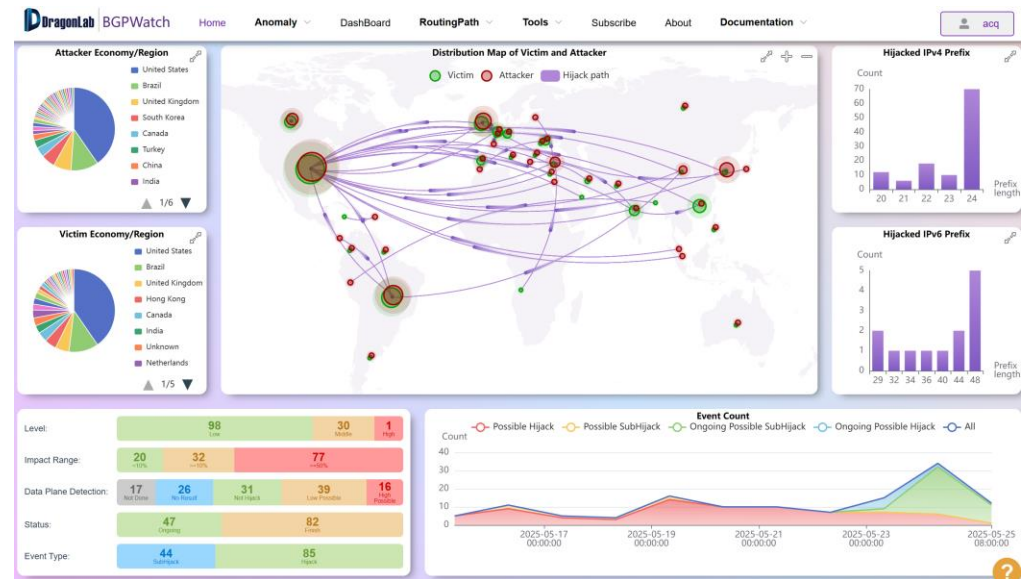 DragonLab BGPWatch Home Anomaly DashBoard RoutingPath Tools Subscribe About Documentation acq
Attacker Economy/Region
United States
Brazil
United Kingdom
South Korea
Canada
Turkey
China
India
1/6
Victim Economy/Region
United States
Brazil
United Kingdom
Hong Kong
Canada
India
Unknown
Netherlands
1/5
Distribution Map of Victim and Attacker
Victim Attacker Hijack path
Hijacked IPv4 Prefix
Count
70
60
50
40
30
20
10
0
20 21 22 23 24
Prefix
length
Hijacked IPv6 Prefix
Count
5
4
3
2
1
0
29 32 34 36 40 44 48
Prefix
length
Level: 98 30 1
Low Middle High
Impact Range: 20 32 77
<10% >=10% >=50%
Data Plane Detection: 17 26 31 39 16
Not Done No Result Not Hijack Low Possible High Possible
Status: 47 82
Ongoing
Event Type: 44 85
SubHijack Hijack
Event Count
Possible Hijack Possible SubHijack Ongoing Possible SubHijack Ongoing Possible Hijack All
Count
40
30
20
10
0
2025-05-17 2025-05-19 2025-05-21 2025-05-23 2025-05-25
00:00:00 00:00:00 00:00:00 00:00:00 08:00:00
?